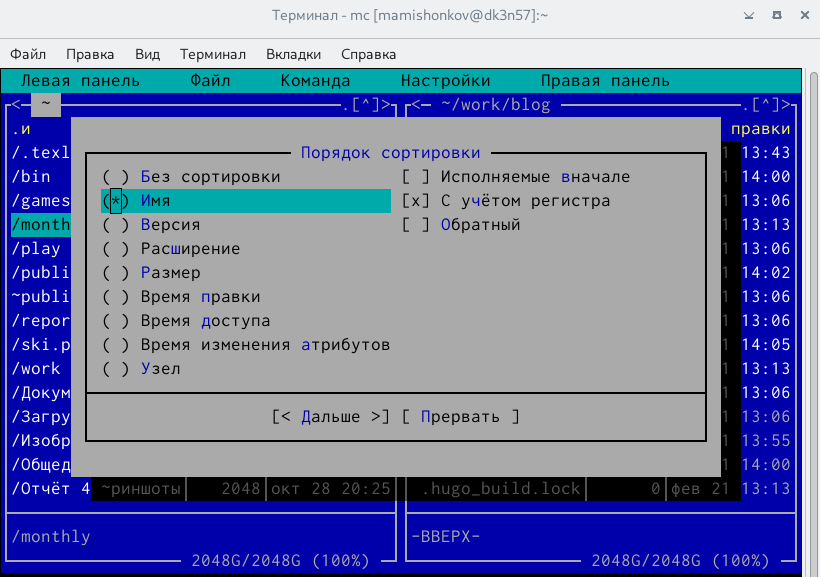 Терминал - mc [mamishonkov@dk3n57]:~
Файл Правка Вид Терминал Вкладки Справка
Левая панель Файл Команда Настройки Правая панель
<─ ~ .[^]> <─ ~/work/blog .[^]>
.и правки
Порядок сортировки
/.texl 1 13:43
/bin ( ) Без сортировки [ ] Исполняемые вначале 1 14:00
/games (*) Имя [x] С учётом регистра 1 13:06
/month ( ) Версия [ ] Обратный 1 13:13
/play ( ) Расширение 1 13:06
/publi ( ) Размер 1 14:02
~publi ( ) Время правки 1 13:06
/repor ( ) Время доступа 1 13:06
/ski.p ( ) Время изменения атрибутов 1 14:05
/work ( ) Узел 1 13:13
/Докум 1 13:06
/Загру [< Дальше >] [ Прервать ] 1 13:06
/Изобр 1 13:55
/Общед 1 14:00
/Отчёт 4 ~риншоты│ 2048│окт 28 20:25 .hugo_build.lock│ 0│фев 21 13:13
/monthly -ВВЕРХ-
2048G/2048G (100%) 2048G/2048G (100%)